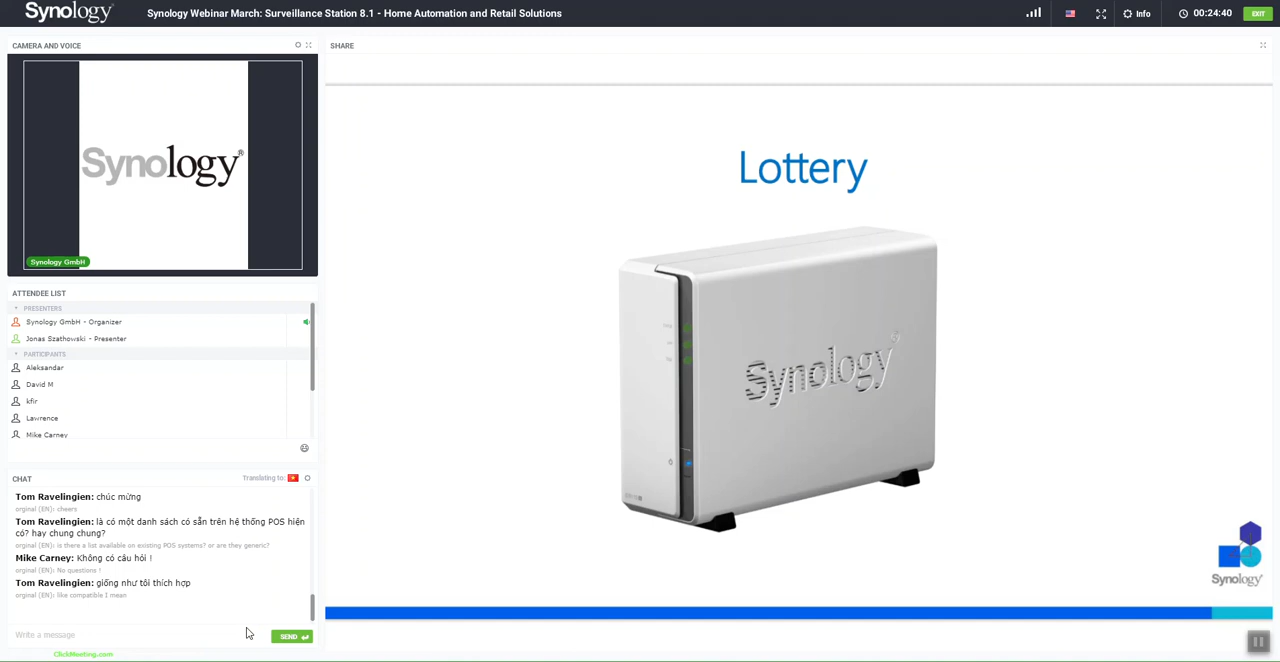 Synology
Synology Webinar March: Surveillance Station 8.1 - Home Automation and Retail Solutions
Info
00:24:40
EXIT
CAMERA AND VOICE
Synology®
Synology GmbH
ATTENDEE LIST
PRESENTERS
Synology GmbH - Organizer
Jonas Szathowski - Presenter
PARTICIPANTS
Aleksandar
David M
kfir
Lawrence
Mike Carney
CHAT
Translating to:
Tom Ravelingien: chúc mừng
orginal (EN): cheers
Tom Ravelingien: là có một danh sách có sẵn trên hệ thống POS hiện
có? hay chung chung?
orginal (EN): is there a list available on existing POS systems? or are they generic?
Mike Carney: Không có câu hỏi !
orginal (EN): No questions !
Tom Ravelingien: giống như tôi thích hợp
orginal (EN): like compatible I mean
Write a message
SEND
ClickMeeting.com
SHARE
Lottery
Synology
Synology